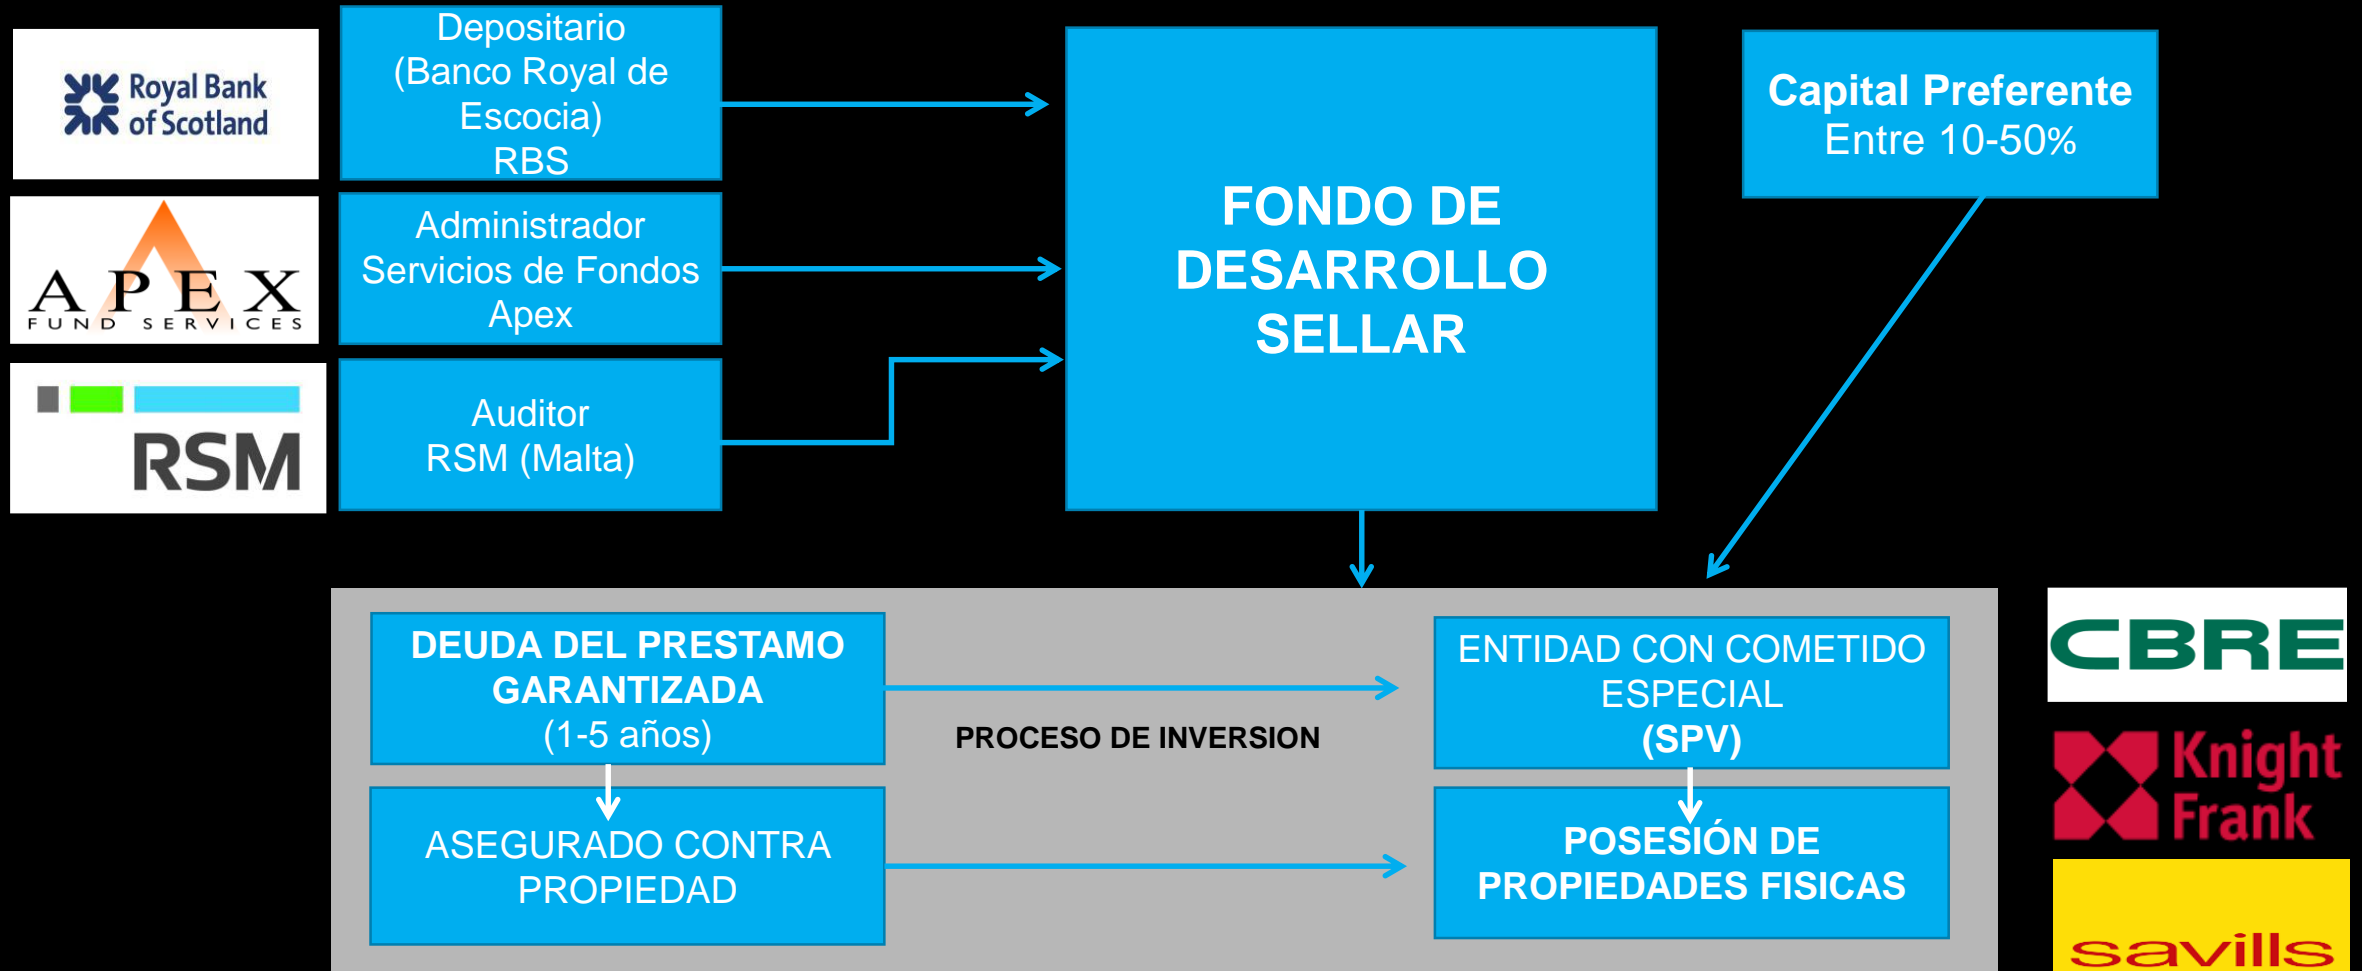 Royal Bank
of Scotland
Depositario
(Banco Royal de
Escocia)
RBS
APEX
FUND SERVICES
Administrador
Servicios de Fondos
Apex
RSM
Auditor
RSM (Malta)
FONDO DE
DESARROLLO
SELLAR
Capital Preferente
Entre 10-50%
DEUDA DEL PRESTAMO
GARANTIZADA
(1-5 años)
ASEGURADO CONTRA
PROPIEDAD
PROCESO DE INVERSION
ENTIDAD CON COMETIDO
ESPECIAL
(SPV)
POSESIÓN DE
PROPIEDADES FISICAS
CBRE
Knight
Frank
savills